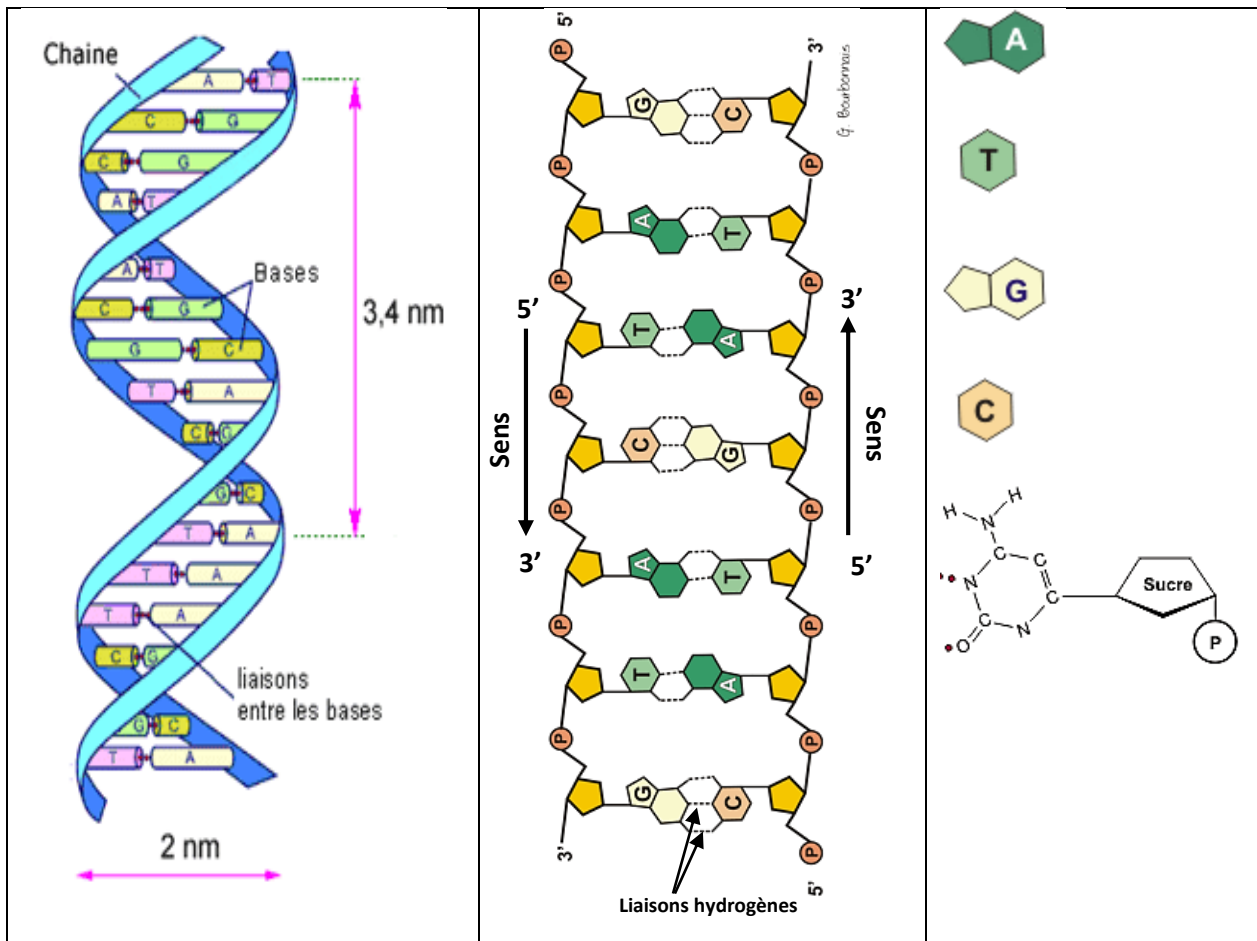 Chaine
A T
C G
C G
A T
A T
Bases
C G
3,4 nm
G C
T A
C G
G C
T A
T A
T A
C G
liaisons
entre les bases
G C
T A
2 nm
5’
P
3’
G C
G. Bourbonnais
P P
A T
P P
5’ 3’
T A
P P
Sens Sens
C G
P P
3’ 5’
A T
P P
T A
P P
G C
3’ P
5’
Liaisons hydrogènes
A
T
G
C
H H
N
C C
N C Sucre
C N
O P